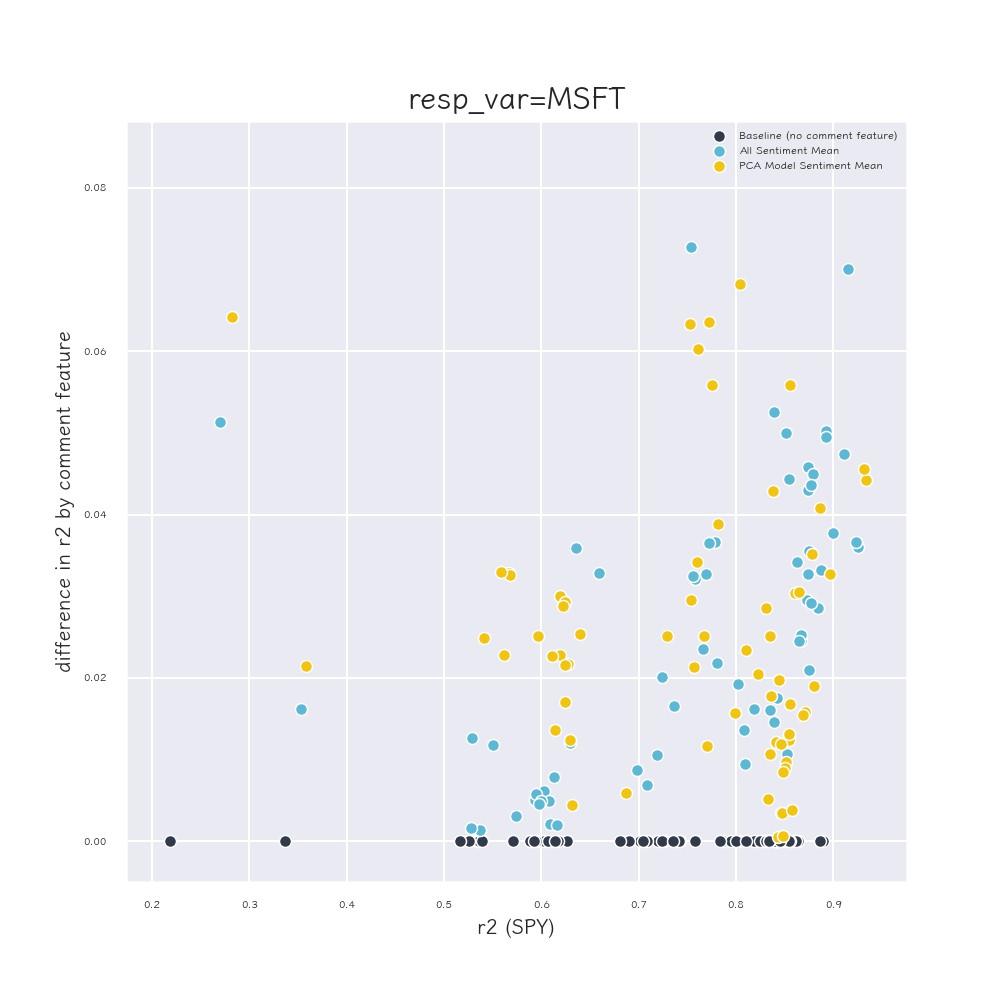 resp_var=MSFT
Baseline (no comment feature)
All Sentiment Mean
PCA Model Sentiment Mean
0.08
0.06
0.04
0.02
0.00
difference in r2 by comment feature
0.2 0.3 0.4 0.5 0.6 0.7 0.8 0.9
r2 (SPY)